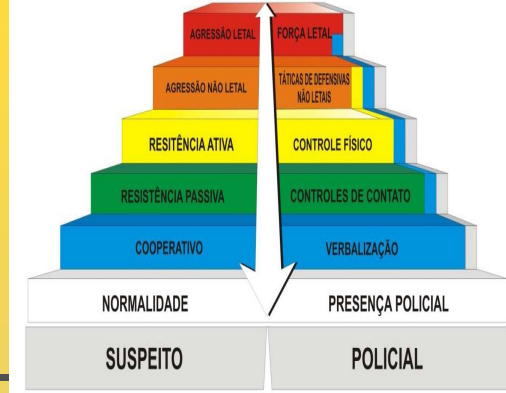 AGRESSÃO LETAL
FORÇA LETAL
AGRESSÃO NÃO LETAL
TÁTICAS DE DEFENSIVAS
NÃO LETAIS
RESITÊNCIA ATIVA
CONTROLE FÍSICO
RESISTÊNCIA PASSIVA
CONTROLES DE CONTATO
COOPERATIVO
VERBALIZAÇÃO
NORMALIDADE
PRESENÇA POLICIAL
SUSPEITO
POLICIAL